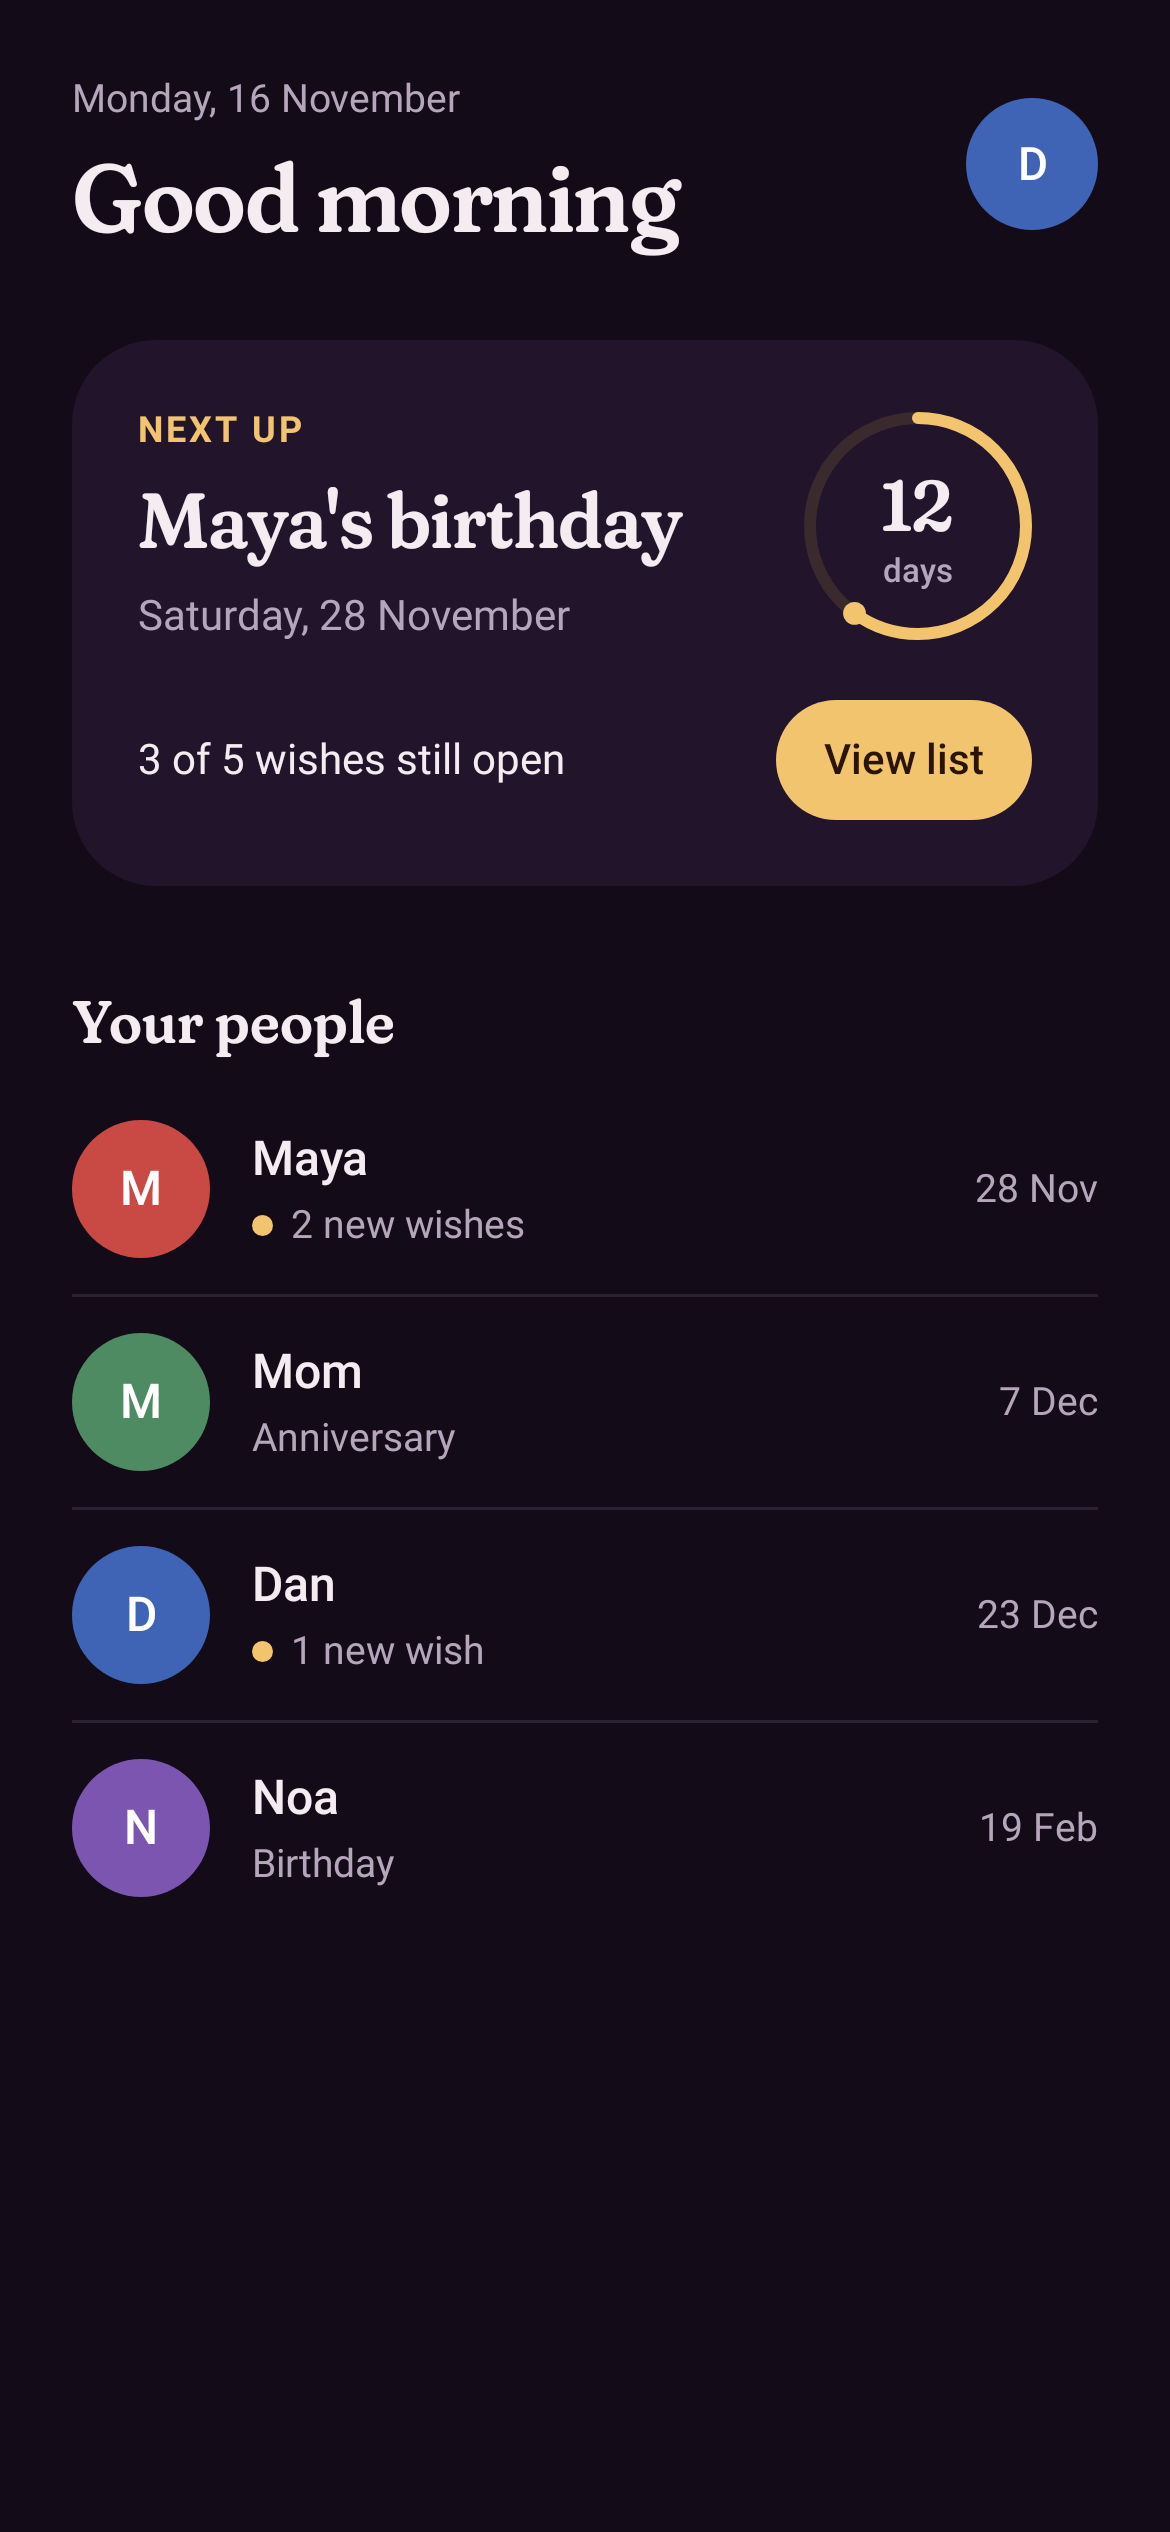 Monday, 16 November
Good morning
D
NEXT UP
Maya's birthday
Saturday, 28 November
12
days
3 of 5 wishes still open
View list
Your people
M
Maya
2 new wishes
28 Nov
M
Mom
Anniversary
7 Dec
D
Dan
1 new wish
23 Dec
N
Noa
Birthday
19 Feb